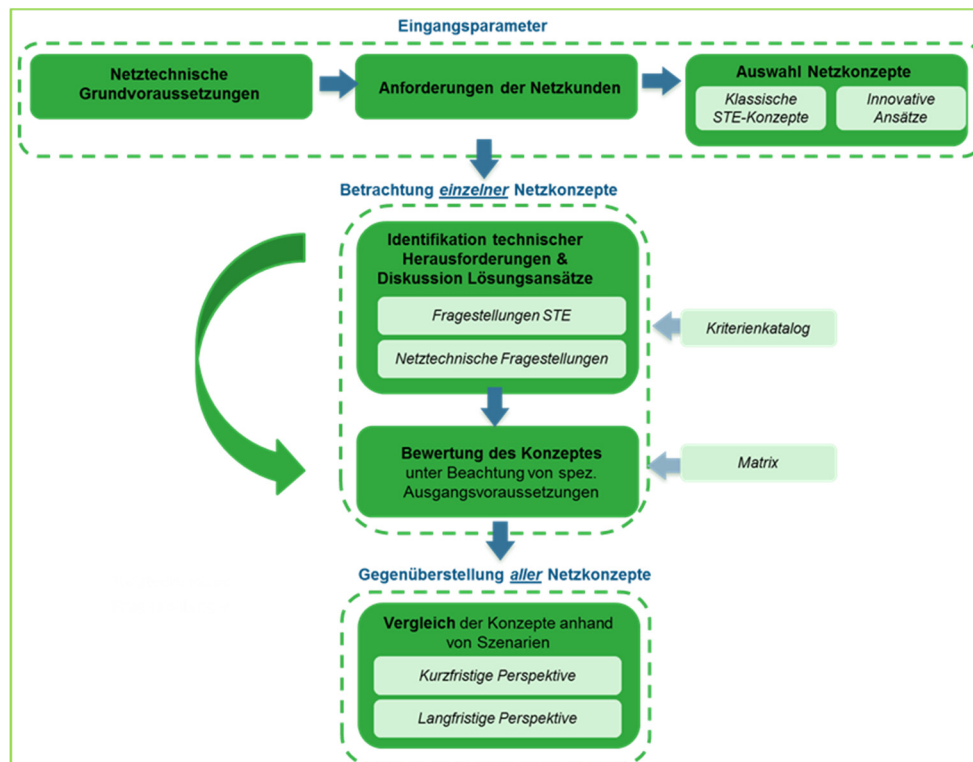 Eingangsparameter
Netztechnische
Grundvoraussetzungen
Anforderungen der Netzkunden
Auswahl Netzkonzepte
Klassische
STE-Konzepte
Innovative
Ansätze
Betrachtung einzelner Netzkonzepte
Identifikation technischer
Herausforderungen &
Diskussion Lösungsansätze
Fragestellungen STE
Netztechnische Fragestellungen
Kriterienkatalog
Bewertung des Konzeptes
unter Beachtung von spez.
Ausgangsvoraussetzungen
Matrix
Gegenüberstellung aller Netzkonzepte
Vergleich der Konzepte anhand
von Szenarien
Kurzfristige Perspektive
Langfristige Perspektive